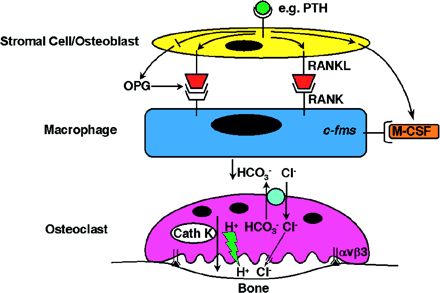 e.g. PTH
Stromal Cell/Osteoblast
RANKL
OPG
RANK
Macrophage
c-fms
M-CSF
HCO₃⁻ Cl⁻
Cath K
H⁺ HCO₃⁻ Cl⁻
Osteoclast
αvβ3
H⁺ Cl⁻
Bone